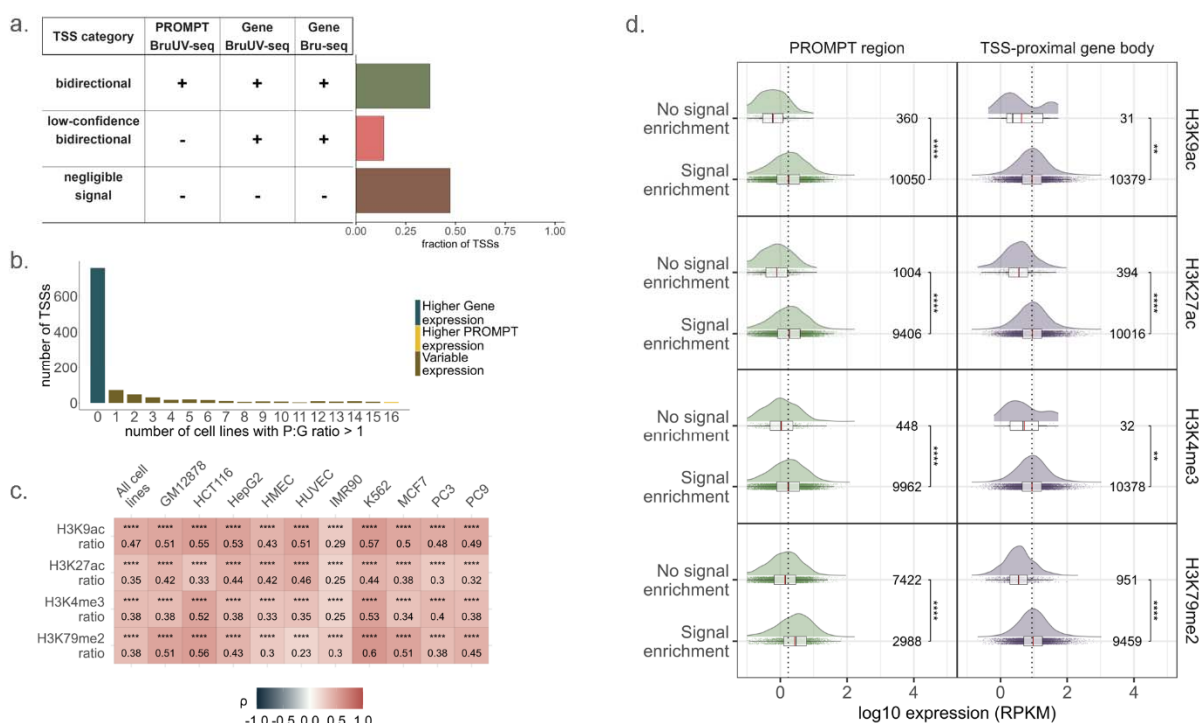 a.
TSS category PROMPT BruUV-seq Gene BruUV-seq Gene Bru-seq
bidirectional + + +
low-confidence bidirectional - + +
negligible signal - - -
0.00 0.25 0.50 0.75 1.00
fraction of TSSs
b.
number of TSSs
600
400
200
0
0 1 2 3 4 5 6 7 8 9 10 11 12 13 14 15 16
number of cell lines with P:G ratio > 1
Higher Gene expression
Higher PROMPT expression
Variable expression
c.
All cell lines GM12878 HCT116 HepG2 HMEC HUVEC IMR90 K562 MCF7 PC3 PC9
H3K9ac ratio
**** **** **** **** **** **** **** **** **** **** ****
0.47 0.51 0.55 0.53 0.43 0.51 0.29 0.57 0.5 0.48 0.49
H3K27ac ratio
**** **** **** **** **** **** **** **** **** **** ****
0.35 0.42 0.33 0.44 0.42 0.46 0.25 0.44 0.38 0.3 0.32
H3K4me3 ratio
**** **** **** **** **** **** **** **** **** **** ****
0.38 0.38 0.52 0.38 0.33 0.35 0.25 0.53 0.34 0.4 0.38
H3K79me2 ratio
**** **** **** **** **** **** **** **** **** **** ****
0.38 0.51 0.56 0.43 0.3 0.23 0.3 0.6 0.51 0.38 0.45
ρ
-1.0 -0.5 0.0 0.5 1.0
d.
PROMPT region TSS-proximal gene body
No signal enrichment 360 31
**** **
Signal enrichment 10050 10379
H3K9ac
No signal enrichment 1004 394
**** ****
Signal enrichment 9406 10016
H3K27ac
No signal enrichment 448 32
**** **
Signal enrichment 9962 10378
H3K4me3
No signal enrichment 7422 951
**** ****
Signal enrichment 2988 9459
H3K79me2
0 2 4 0 2 4
log10 expression (RPKM)